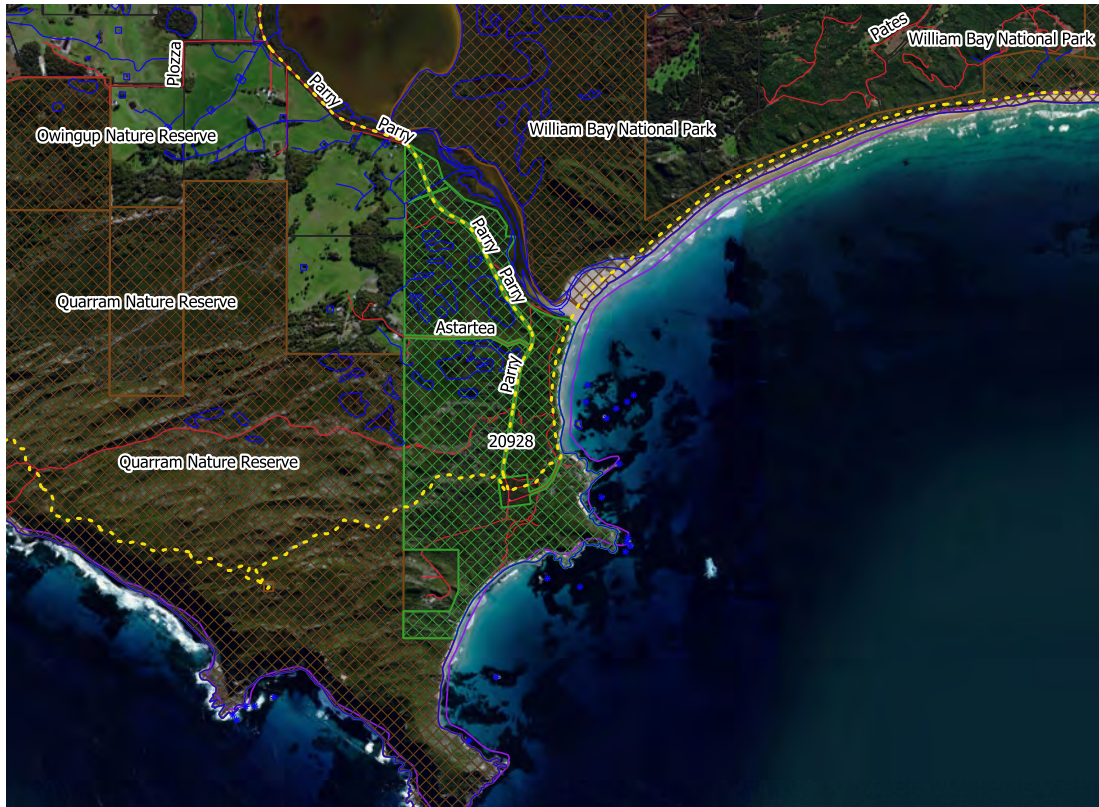 Pates
William Bay National Park
Plozza
Parry
Parry
Owingup Nature Reserve
William Bay National Park
Parry
Parry
Quarram Nature Reserve
Astartea
Parry
20928
Quarram Nature Reserve